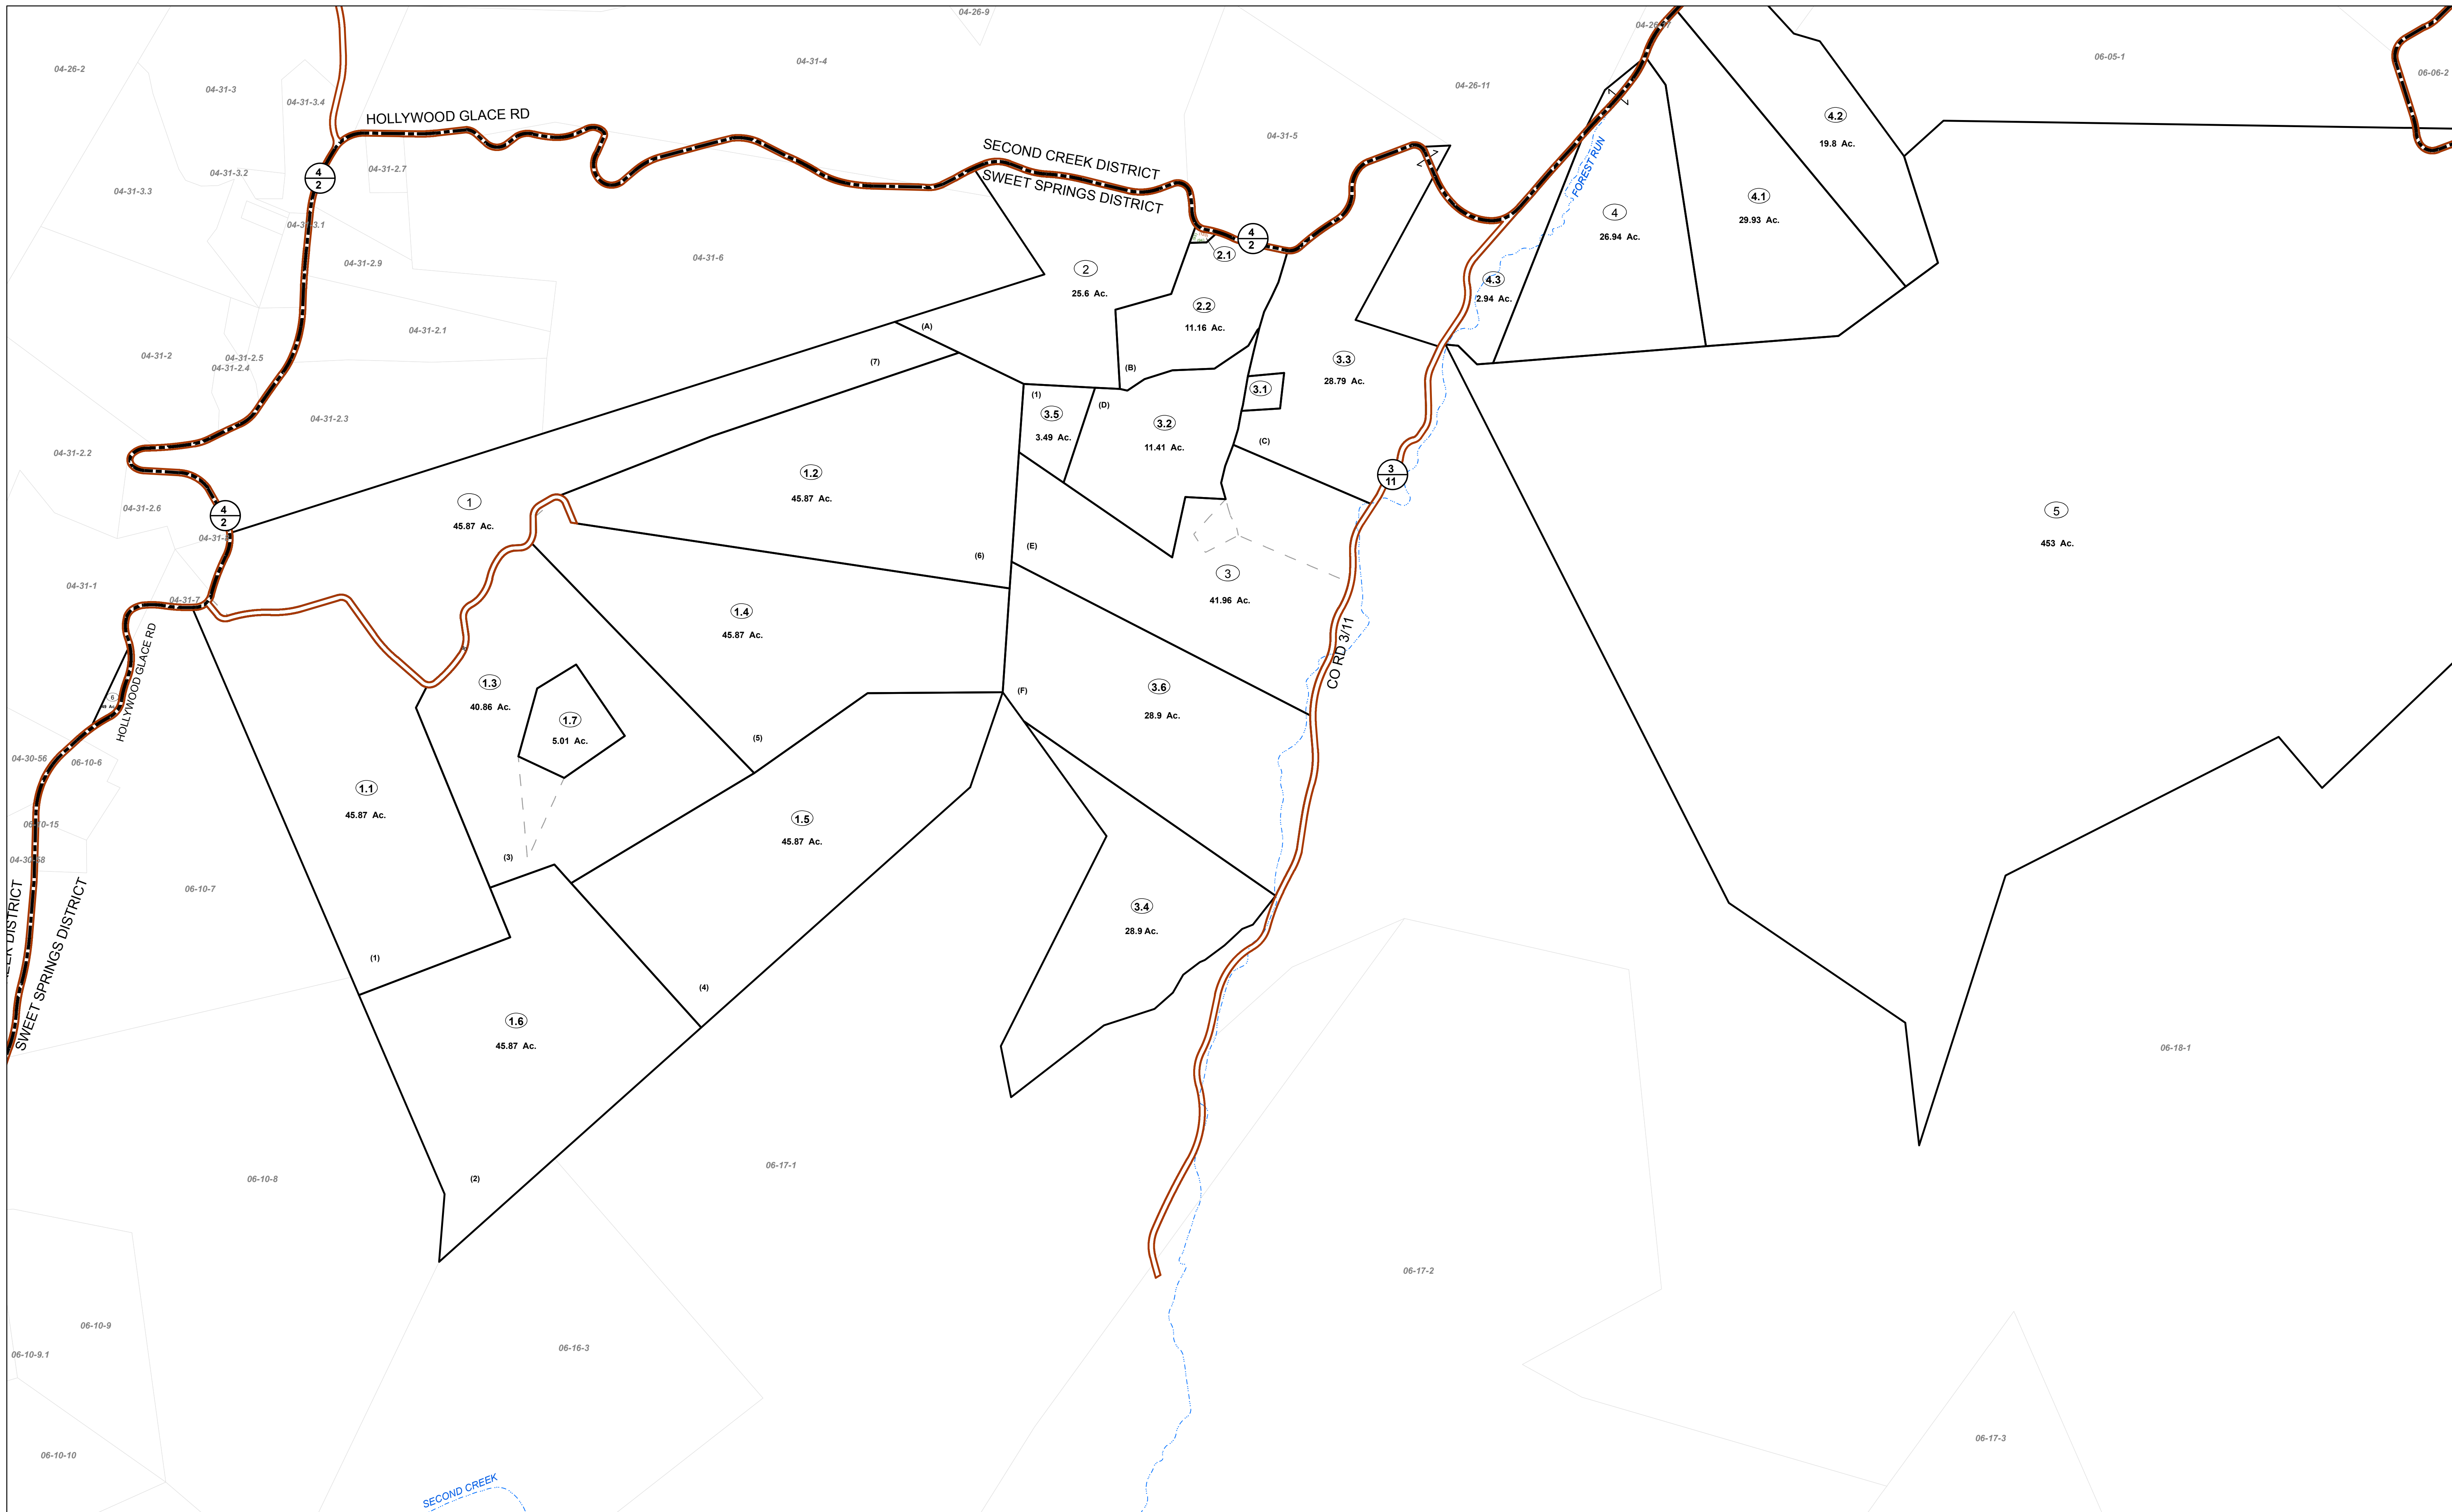 04-26-9
04-26-2
04-31-3
04-31-3.4
04-31-4
04-26-11
06-05-1
06-06-2
HOLLYWOOD GLACE RD
4
2
04-31-2.7
04-31-3.2
04-31-3.3
SECOND CREEK DISTRICT
SWEET SPRINGS DISTRICT
04-31-5
FOREST RUN
4.2
19.8 Ac.
4.1
29.93 Ac.
4
26.94 Ac.
04-31-3.1
04-31-2.9
04-31-6
2
25.6 Ac.
2.1
4
2
2.2
11.16 Ac.
4.3
2.94 Ac.
04-31-2.1
(A)
(7)
(B)
3.3
28.79 Ac.
04-31-2
04-31-2.5
04-31-2.4
3.1
(1)
(D)
3.5
3.49 Ac.
3.2
11.41 Ac.
(C)
04-31-2.3
04-31-2.2
04-31-2.6
1
45.87 Ac.
1.2
45.87 Ac.
3
11
5
453 Ac.
4
2
(6)
(E)
3
41.96 Ac.
04-31-1
04-31-7
HOLLYWOOD GLACE RD
1.4
45.87 Ac.
CO RD 3/11
1.3
40.86 Ac.
1.7
5.01 Ac.
(5)
(F)
3.6
28.9 Ac.
04-30-56
06-10-6
1.1
45.87 Ac.
1.5
45.87 Ac.
06-10-15
(3)
06-10-7
3.4
28.9 Ac.
SWEET SPRINGS DISTRICT
(1)
(4)
1.6
45.87 Ac.
06-18-1
06-10-8
(2)
06-17-1
06-17-2
06-10-9
06-10-9.1
06-16-3
06-10-10
06-17-3
SECOND CREEK